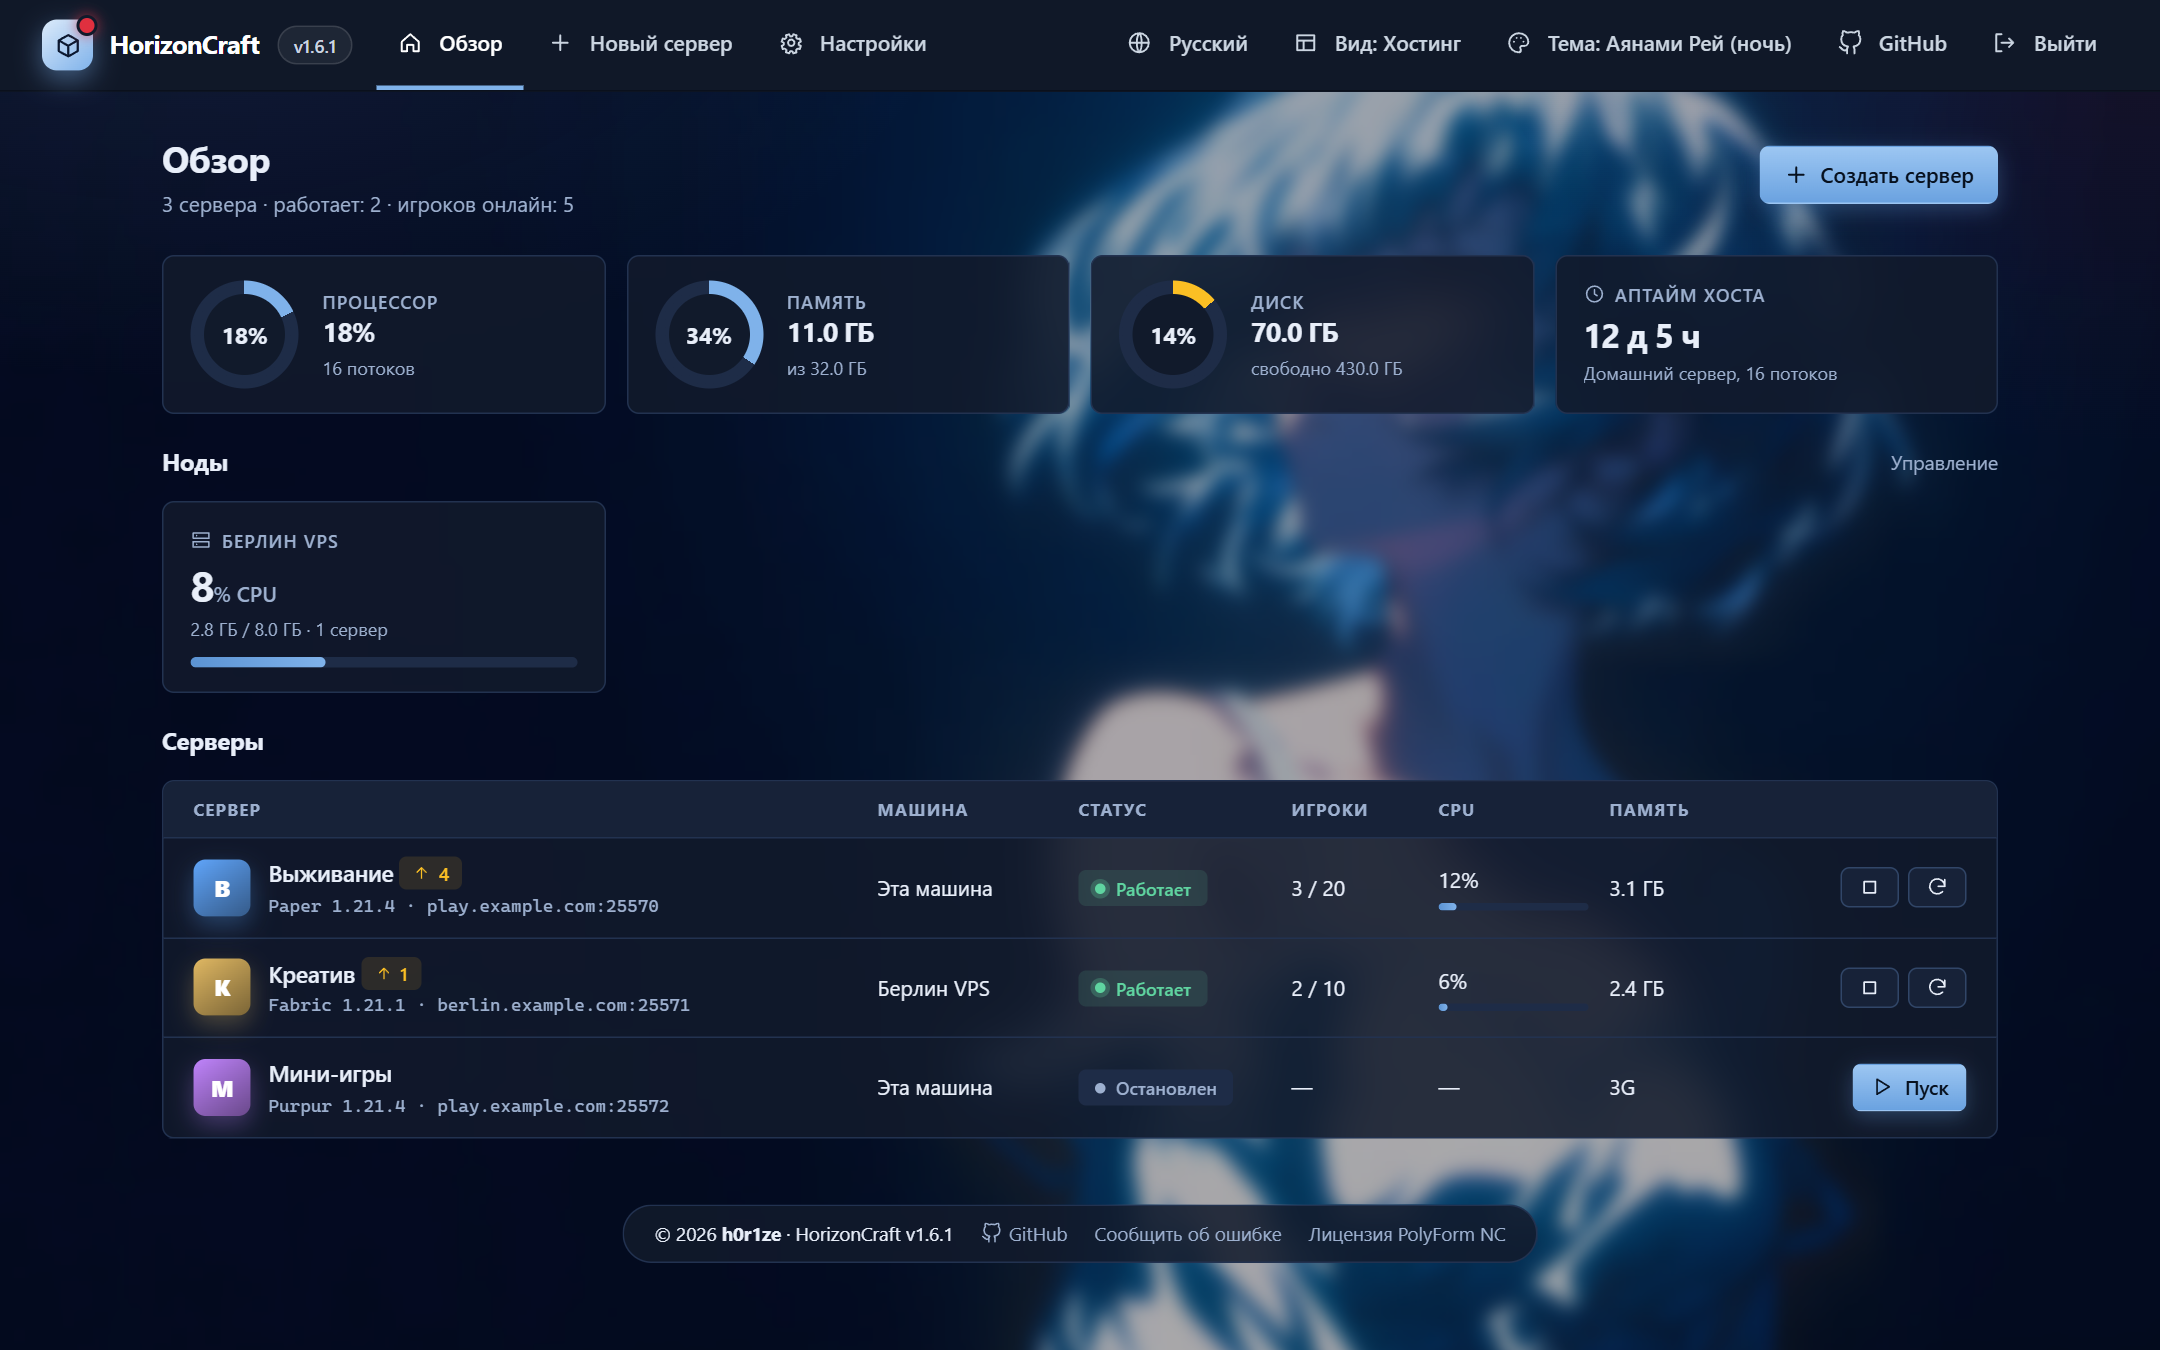 HorizonCraft v1.6.1 Обзор Новый сервер Настройки Русский Вид: Хостинг Тема: Аянами Рей (ночь) GitHub Выйти
Обзор
3 сервера · работает: 2 · игроков онлайн: 5
Создать сервер
18%
ПРОЦЕССОР
18%
16 потоков
34%
ПАМЯТЬ
11.0 ГБ
из 32.0 ГБ
14%
ДИСК
70.0 ГБ
свободно 430.0 ГБ
АПТАЙМ ХОСТА
12 д 5 ч
Домашний сервер, 16 потоков
Ноды
Управление
БЕРЛИН VPS
8% CPU
2.8 ГБ / 8.0 ГБ · 1 сервер
Серверы
СЕРВЕР МАШИНА СТАТУС ИГРОКИ CPU ПАМЯТЬ
В Выживание ↑ 4
Paper 1.21.4 · play.example.com:25570
Эта машина Работает 3 / 20 12% 3.1 ГБ
К Креатив ↑ 1
Fabric 1.21.1 · berlin.example.com:25571
Берлин VPS Работает 2 / 10 6% 2.4 ГБ
М Мини-игры
Purpur 1.21.4 · play.example.com:25572
Эта машина Остановлен — — 3G Пуск
© 2026 h0r1ze · HorizonCraft v1.6.1 GitHub Сообщить об ошибке Лицензия PolyForm NC